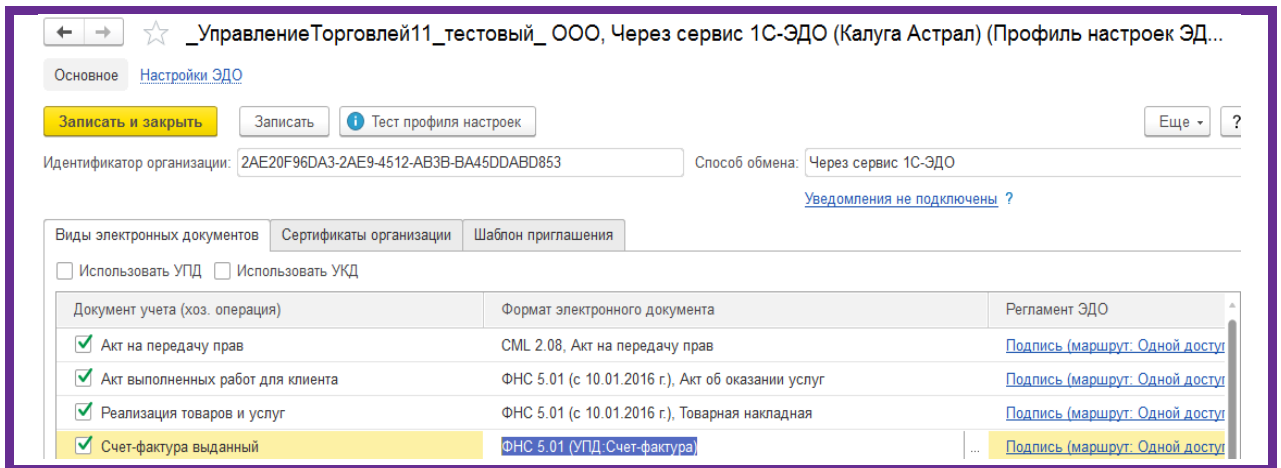 _УправлениеТорговлей11_тестовый_ ООО, Через сервис 1С-ЭДО (Калуга Астрал) (Профиль настроек ЭД...
Основное Настройки ЭДО
Записать и закрыть Записать Тест профиля настроек Еще ?
Идентификатор организации: 2AE20F96DA3-2AE9-4512-AB3B-BA45DDABD853 Способ обмена: Через сервис 1С-ЭДО
Уведомления не подключены ?
Виды электронных документов Сертификаты организации Шаблон приглашения
Использовать УПД Использовать УКД
Документ учета (хоз. операция) Формат электронного документа Регламент ЭДО
Акт на передачу прав CML 2.08, Акт на передачу прав Подпись (маршрут: Одной доступ
Акт выполненных работ для клиента ФНС 5.01 (с 10.01.2016 г.), Акт об оказании услуг Подпись (маршрут: Одной доступ
Реализация товаров и услуг ФНС 5.01 (с 10.01.2016 г.), Товарная накладная Подпись (маршрут: Одной доступ
Счет-фактура выданный ФНС 5.01 (УПД:Счет-фактура) ... Подпись (маршрут: Одной доступ